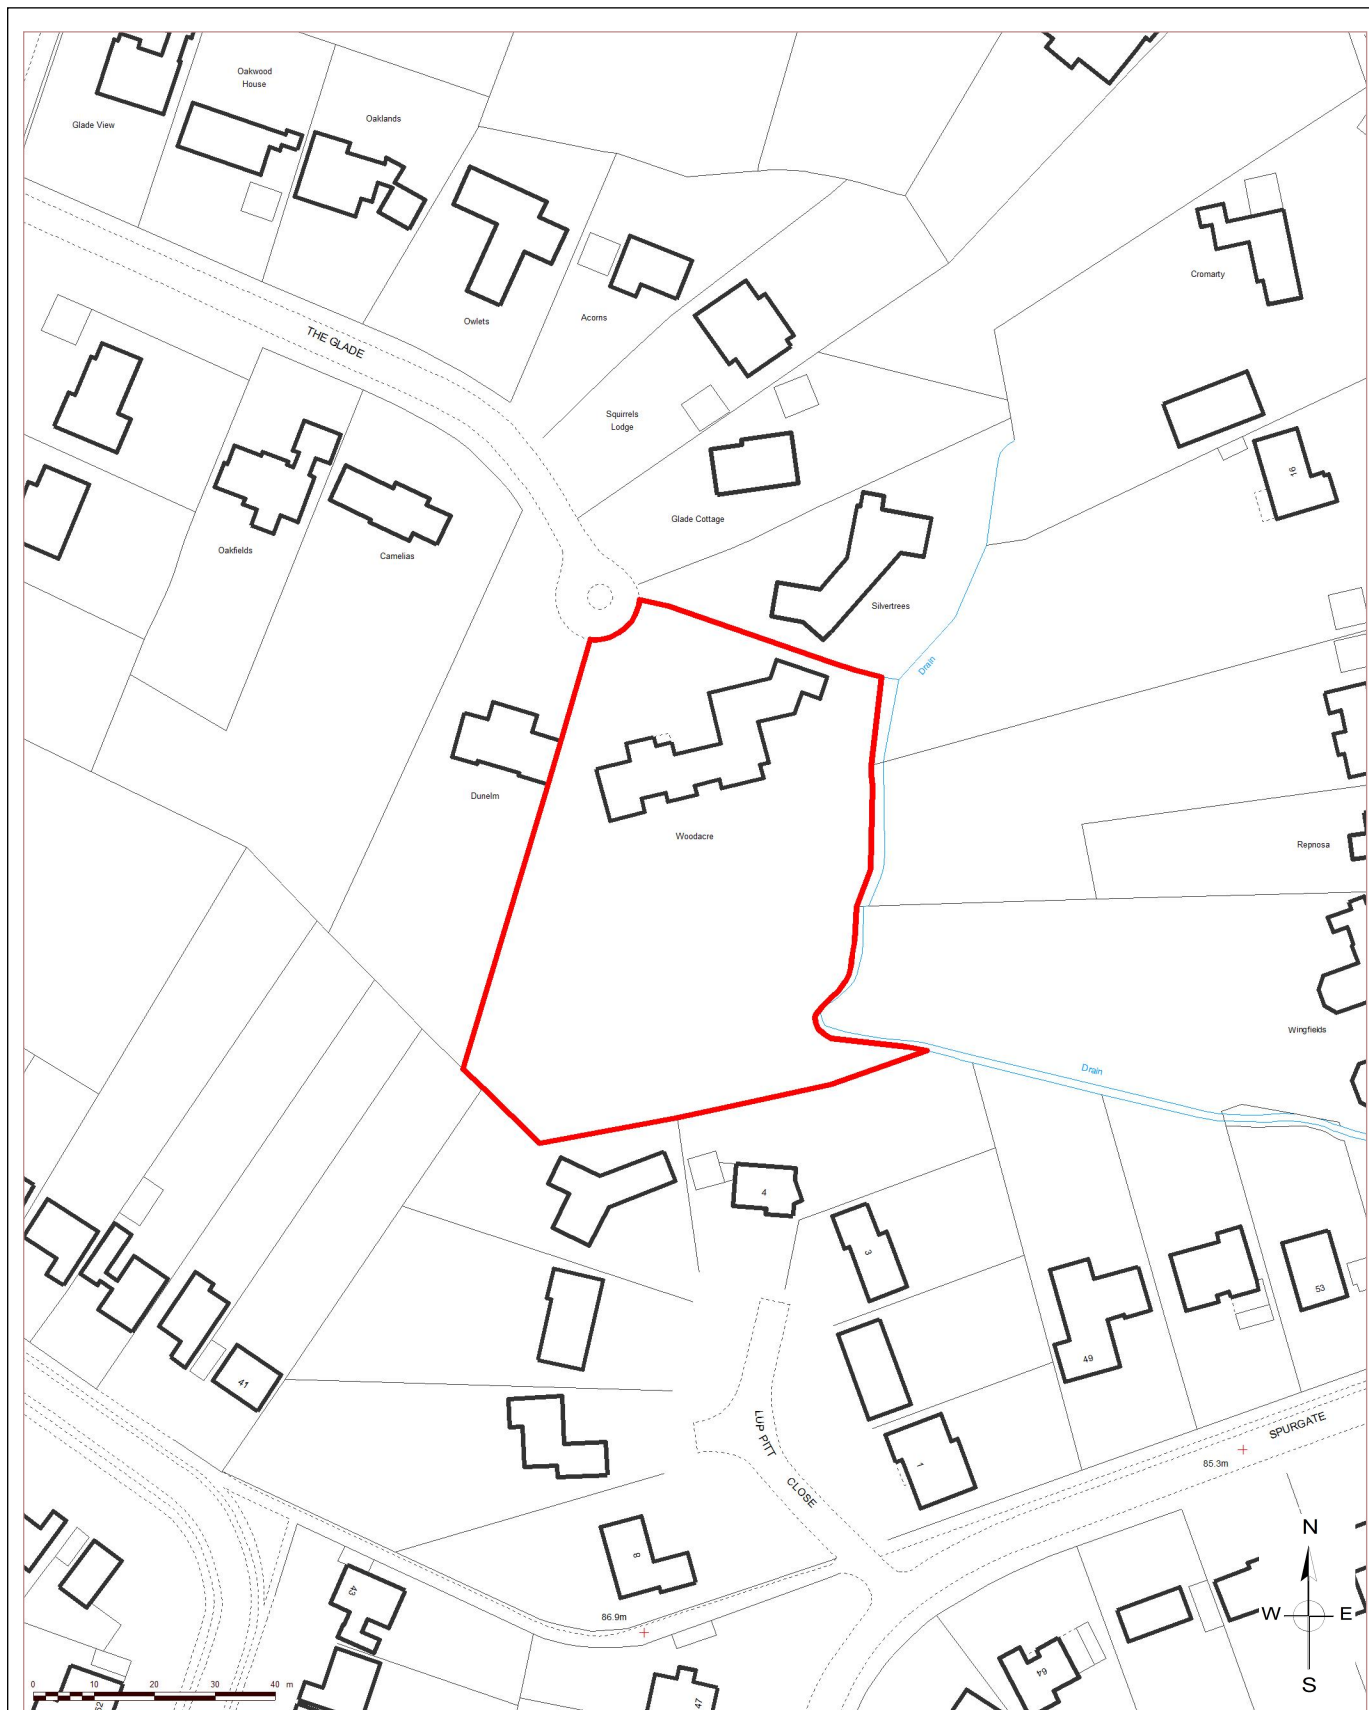 Oakwood
House
Oaklands
Glade View
THE GLADE
Owlets
Acorns
Cromarty
Squirrels
Lodge
16
Glade Cottage
Oakfields
Camelias
Silvertrees
Drain
Dunelm
Woodacre
Repnosa
Wingfields
Drain
4
3
53
49
41
LUP PITT
CLOSE
SPURGATE
1
85.3m
8
43
86.9m
N
W
E
S
64
47
52
0 10 20 30 40 m